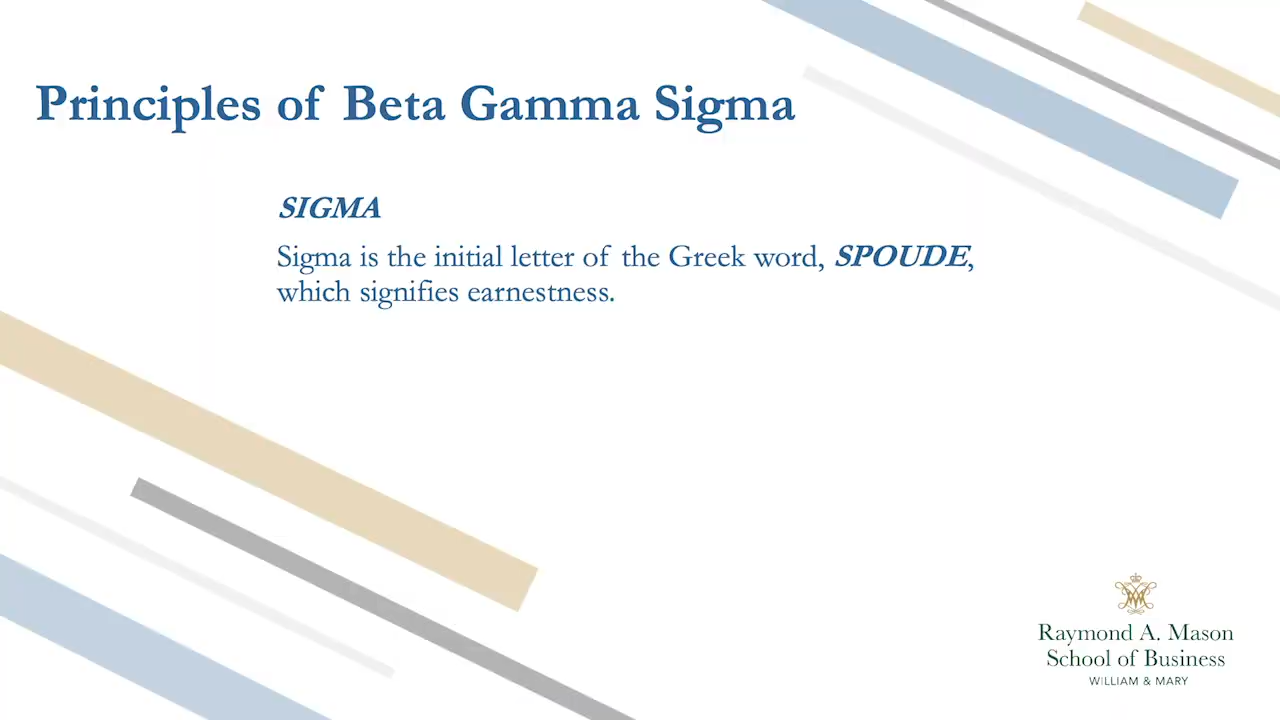 Principles of Beta Gamma Sigma
SIGMA
Sigma is the initial letter of the Greek word, SPOUDE,
which signifies earnestness.
Raymond A. Mason
School of Business
WILLIAM & MARY